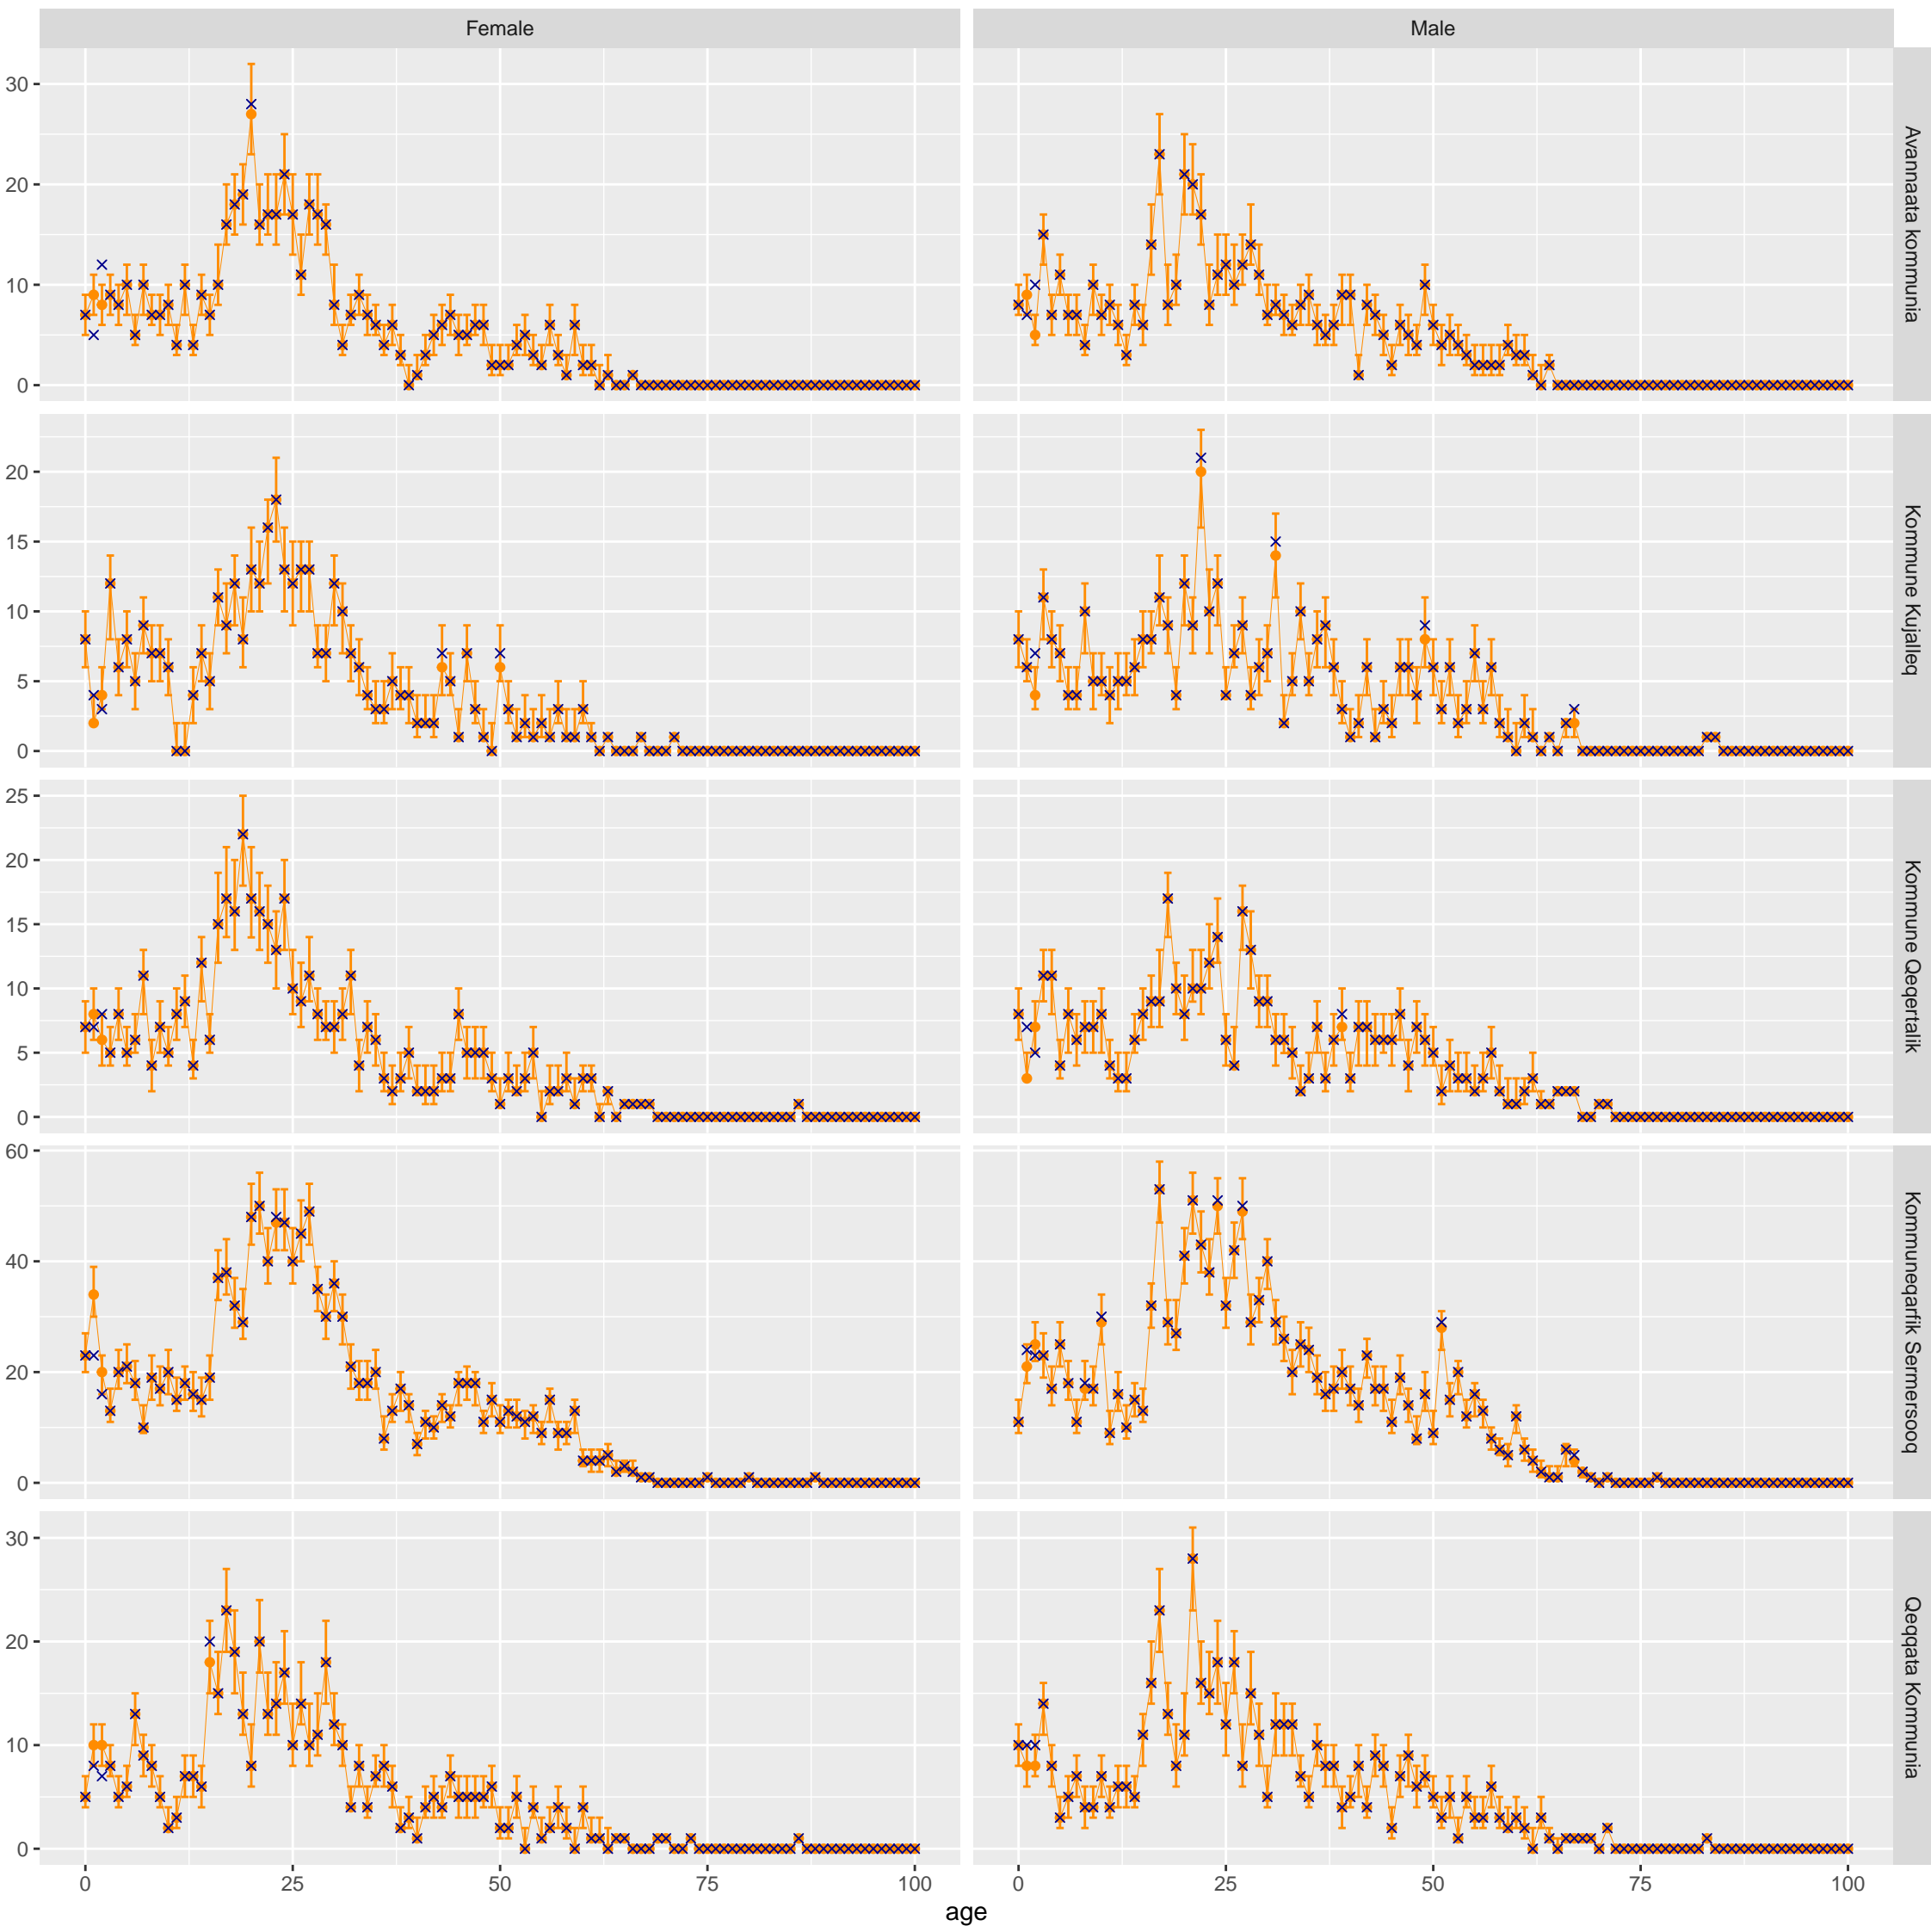 Female
Male
30
20
10
0
Avannaata kommunia
20
15
10
5
0
Kommune Kujalleq
25
20
15
10
5
0
Kommune Qeqertalik
60
40
20
0
Kommuneqarfik Sermersooq
30
20
10
0
Qeqqata Kommunia
0 25 50 75 100
0 25 50 75 100
age